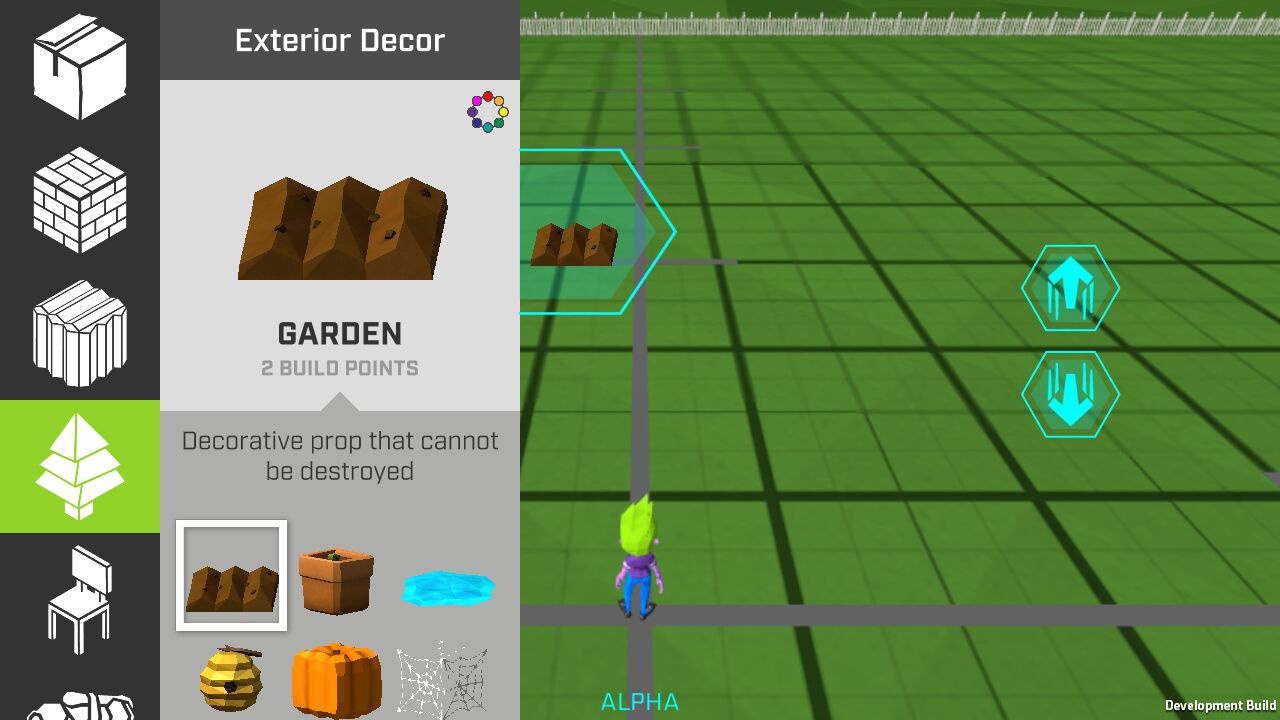 Exterior Decor
GARDEN
2 BUILD POINTS
Decorative prop that cannot
be destroyed
ALPHA
Development Build